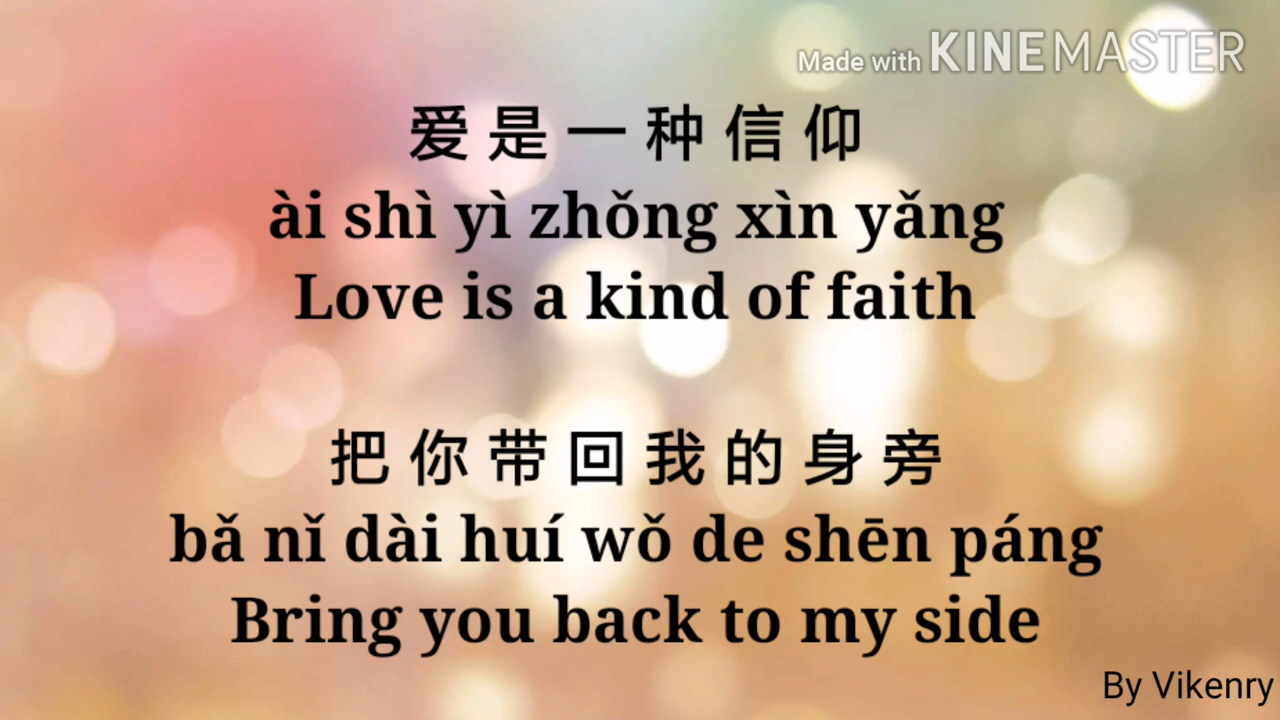 Made with KINEMASTER
爱是一种信仰
ài shì yì zhǒng xìn yǎng
Love is a kind of faith
把你带回我的身旁
bǎ nǐ dài huí wǒ de shēn páng
Bring you back to my side
By Vikenry